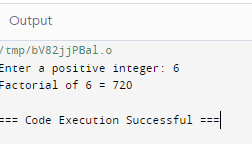 Output
/tmp/bV82jjPBal.o
Enter a positive integer: 6
Factorial of 6 = 720
=== Code Execution Successful ===